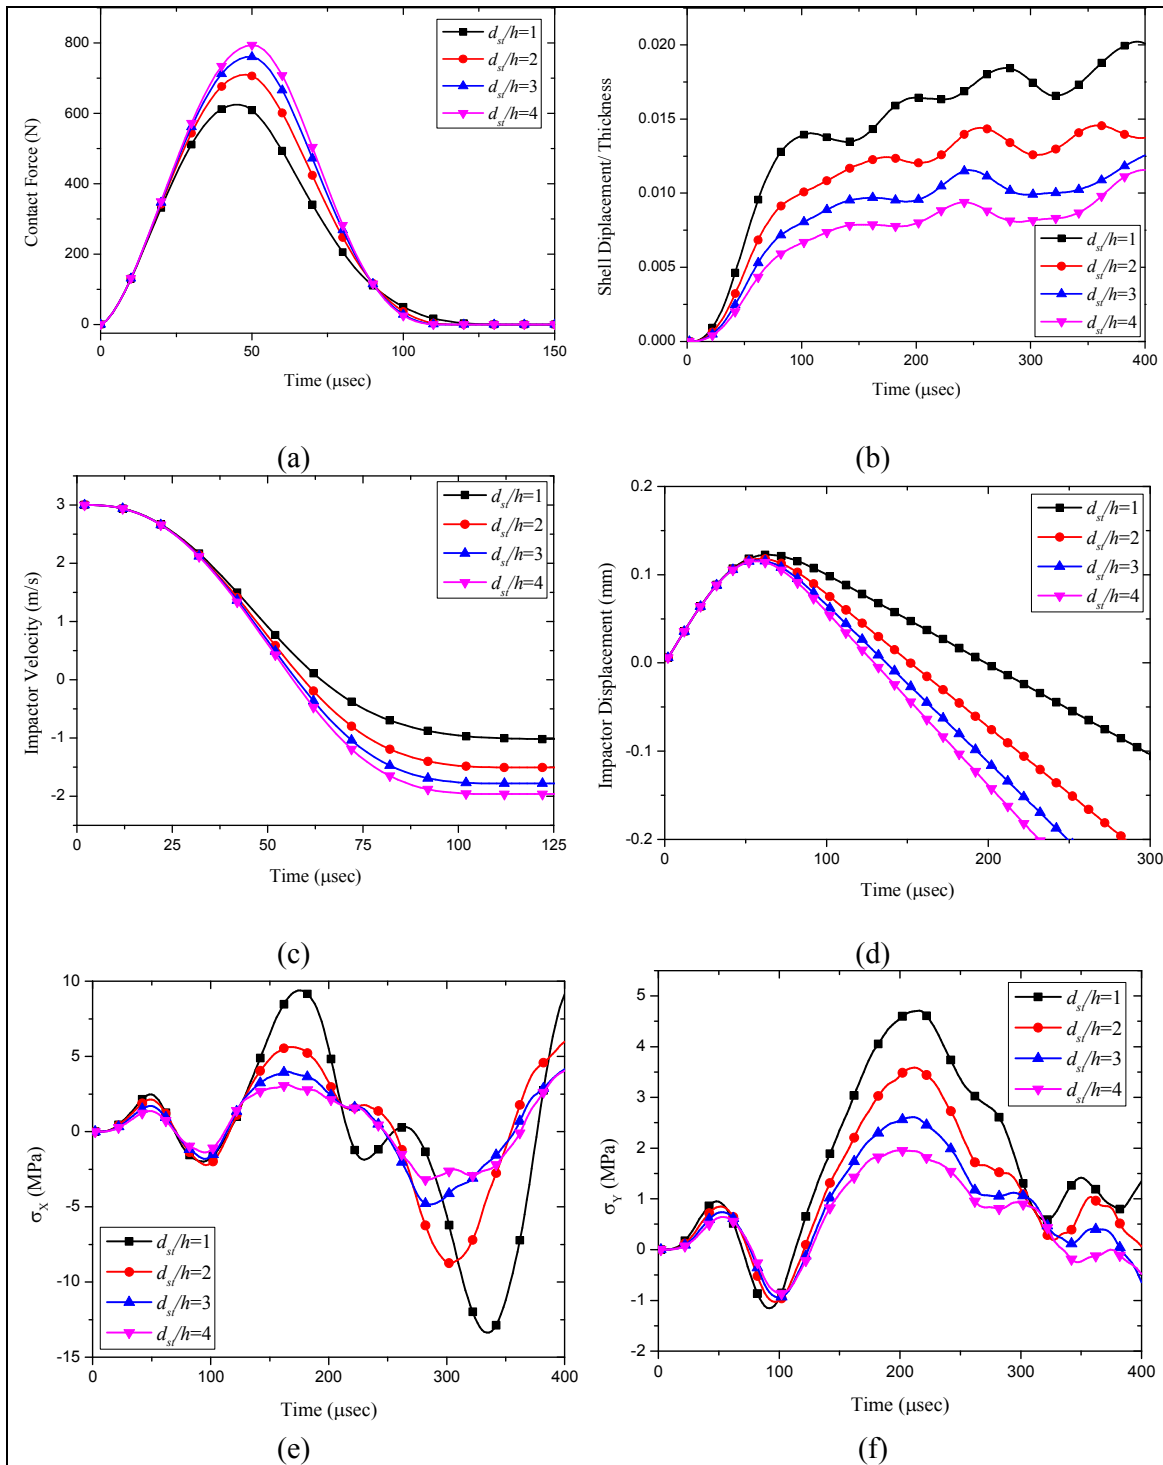 800
600
400
200
0
Contact Force (N)
0 50 100 150
Time (μsec)
d_st/h=1
d_st/h=2
d_st/h=3
d_st/h=4
(a)
0.020
0.015
0.010
0.005
0.000
Shell Diplacement/ Thickness
0 100 200 300 400
Time (μsec)
d_st/h=1
d_st/h=2
d_st/h=3
d_st/h=4
(b)
3
2
1
0
-1
-2
Impactor Velocity (m/s)
0 25 50 75 100 125
Time (μsec)
d_st/h=1
d_st/h=2
d_st/h=3
d_st/h=4
(c)
0.2
0.1
0.0
-0.1
-0.2
Impactor Displacement (mm)
0 100 200 300
Time (μsec)
d_st/h=1
d_st/h=2
d_st/h=3
d_st/h=4
(d)
10
5
0
-5
-10
-15
σ_X (MPa)
0 100 200 300 400
Time (μsec)
d_st/h=1
d_st/h=2
d_st/h=3
d_st/h=4
(e)
5
4
3
2
1
0
-1
-2
σ_Y (MPa)
0 100 200 300 400
Time (μsec)
d_st/h=1
d_st/h=2
d_st/h=3
d_st/h=4
(f)